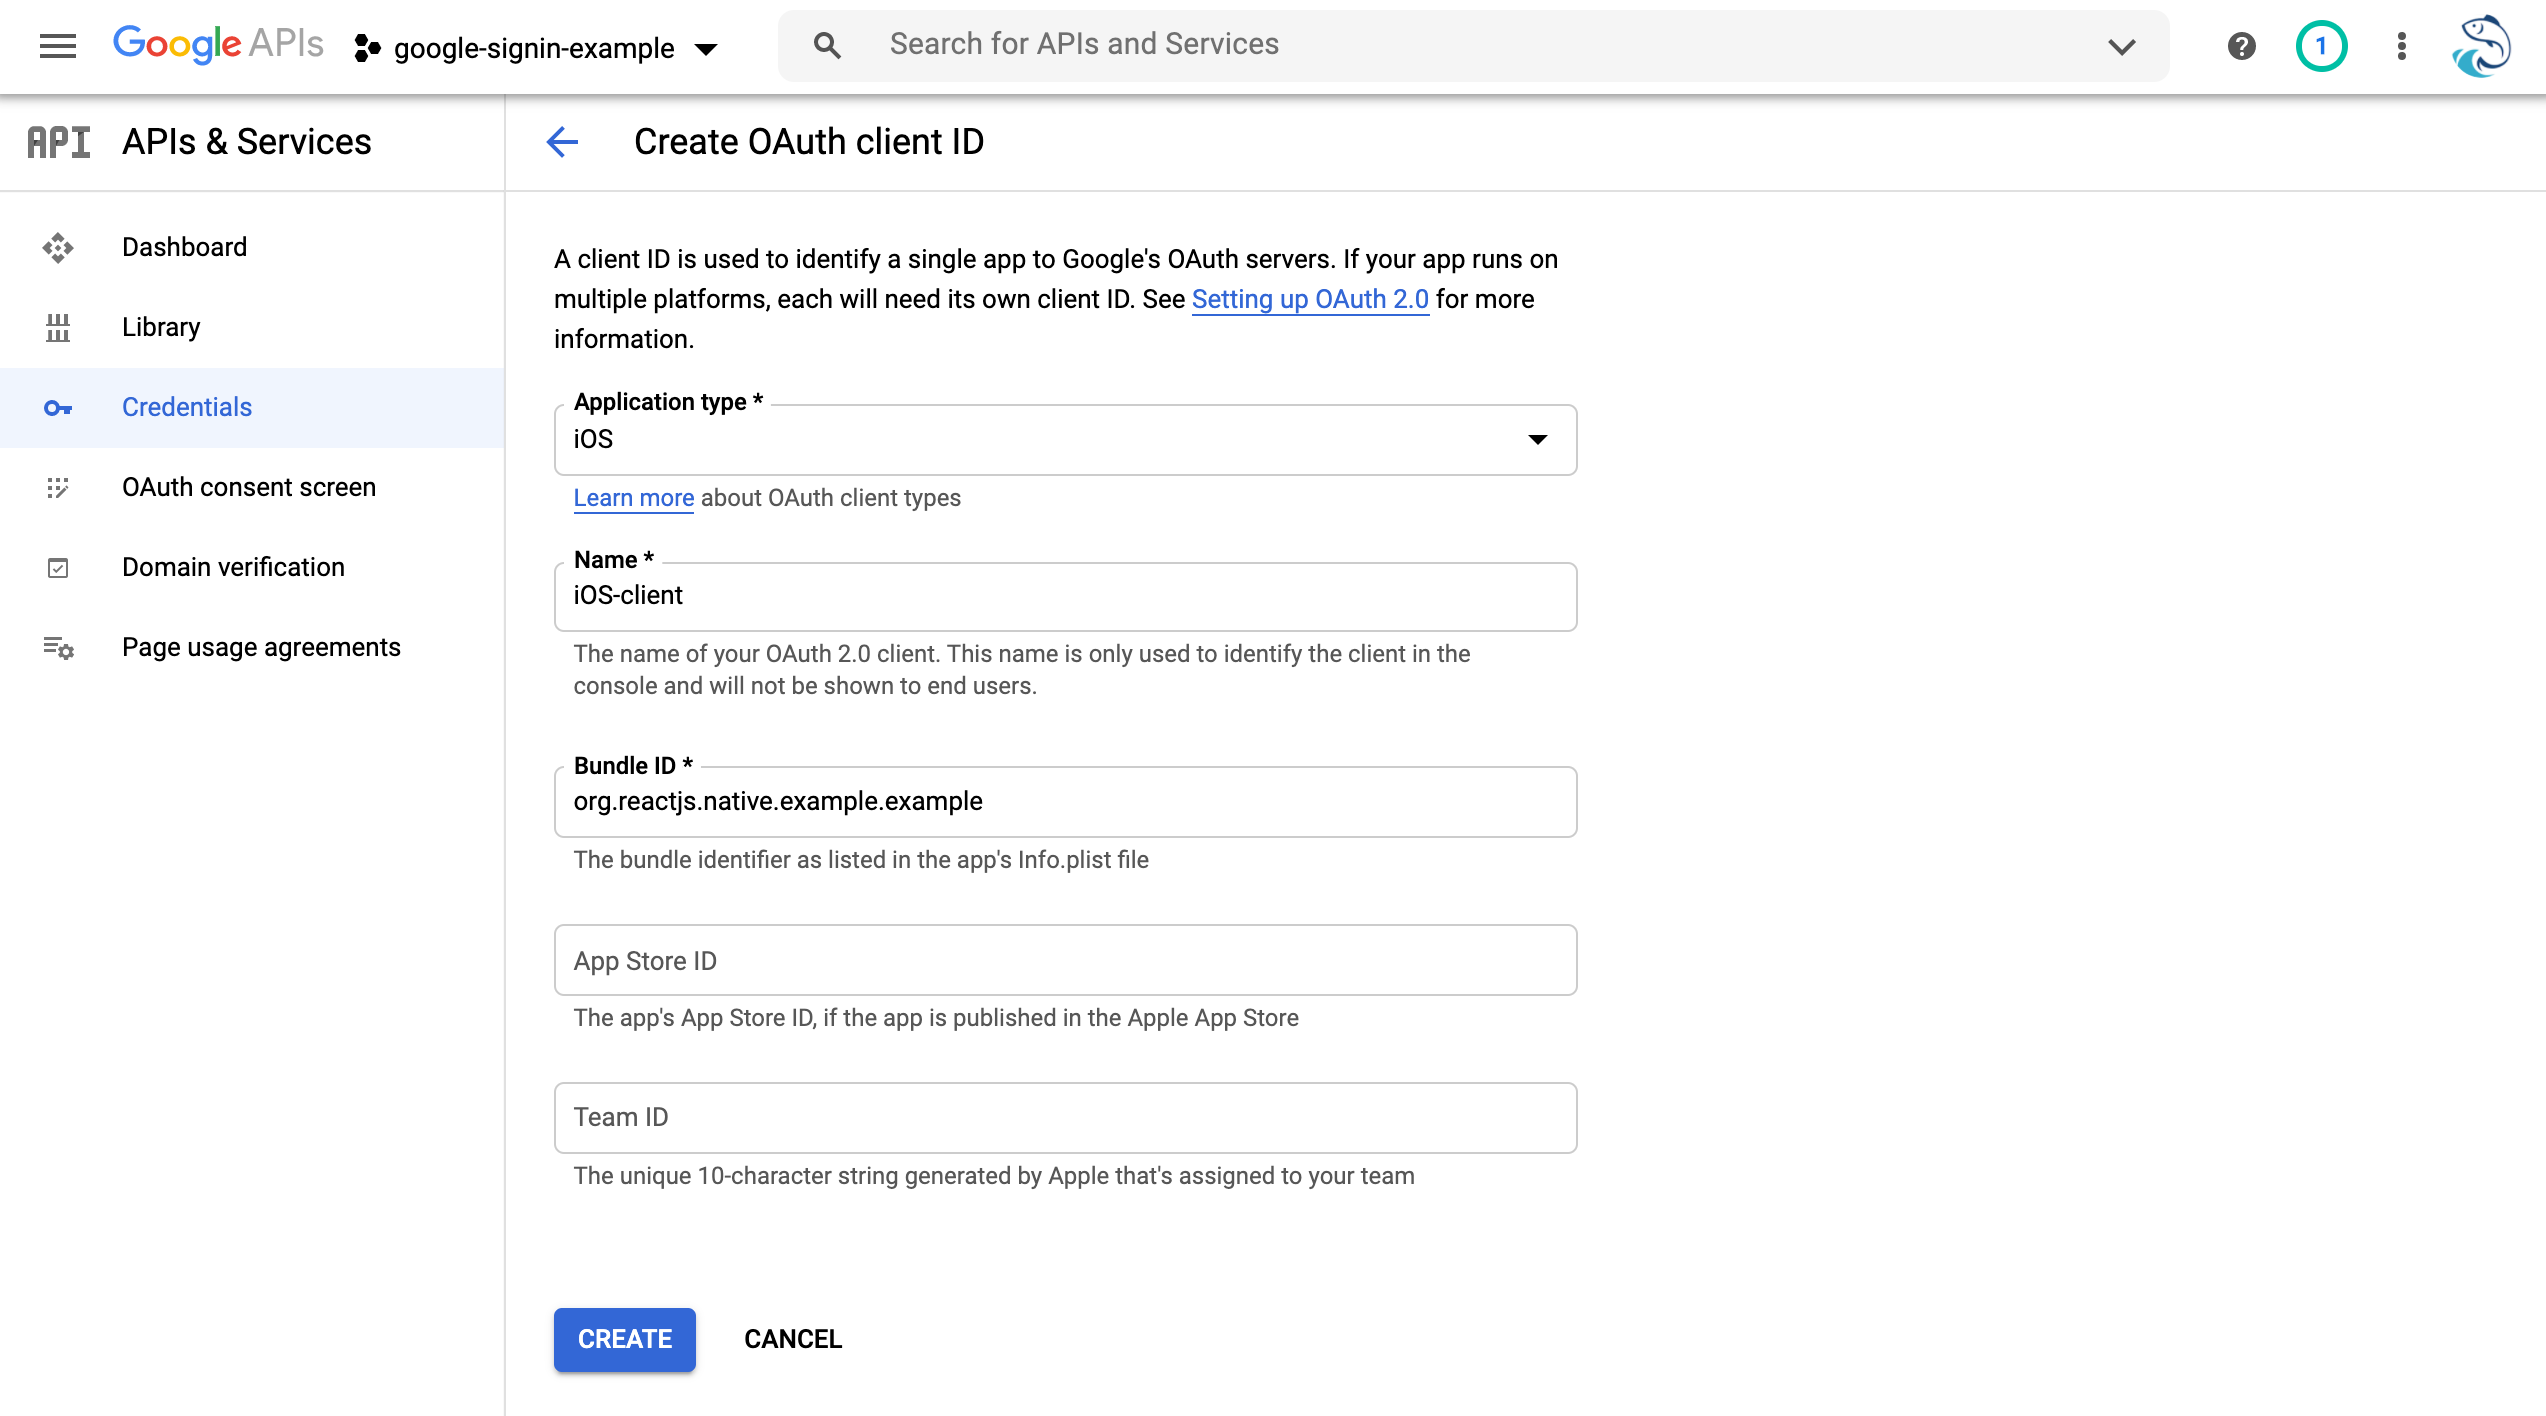 Google APIs
google-signin-example
Search for APIs and Services
1
API
APIs & Services
Create OAuth client ID
Dashboard
Library
Credentials
OAuth consent screen
Domain verification
Page usage agreements
A client ID is used to identify a single app to Google's OAuth servers. If your app runs on
multiple platforms, each will need its own client ID. See Setting up OAuth 2.0 for more
information.
Application type *
iOS
Learn more about OAuth client types
Name *
iOS-client
The name of your OAuth 2.0 client. This name is only used to identify the client in the
console and will not be shown to end users.
Bundle ID *
org.reactjs.native.example.example
The bundle identifier as listed in the app's Info.plist file
App Store ID
The app's App Store ID, if the app is published in the Apple App Store
Team ID
The unique 10-character string generated by Apple that's assigned to your team
CREATE
CANCEL